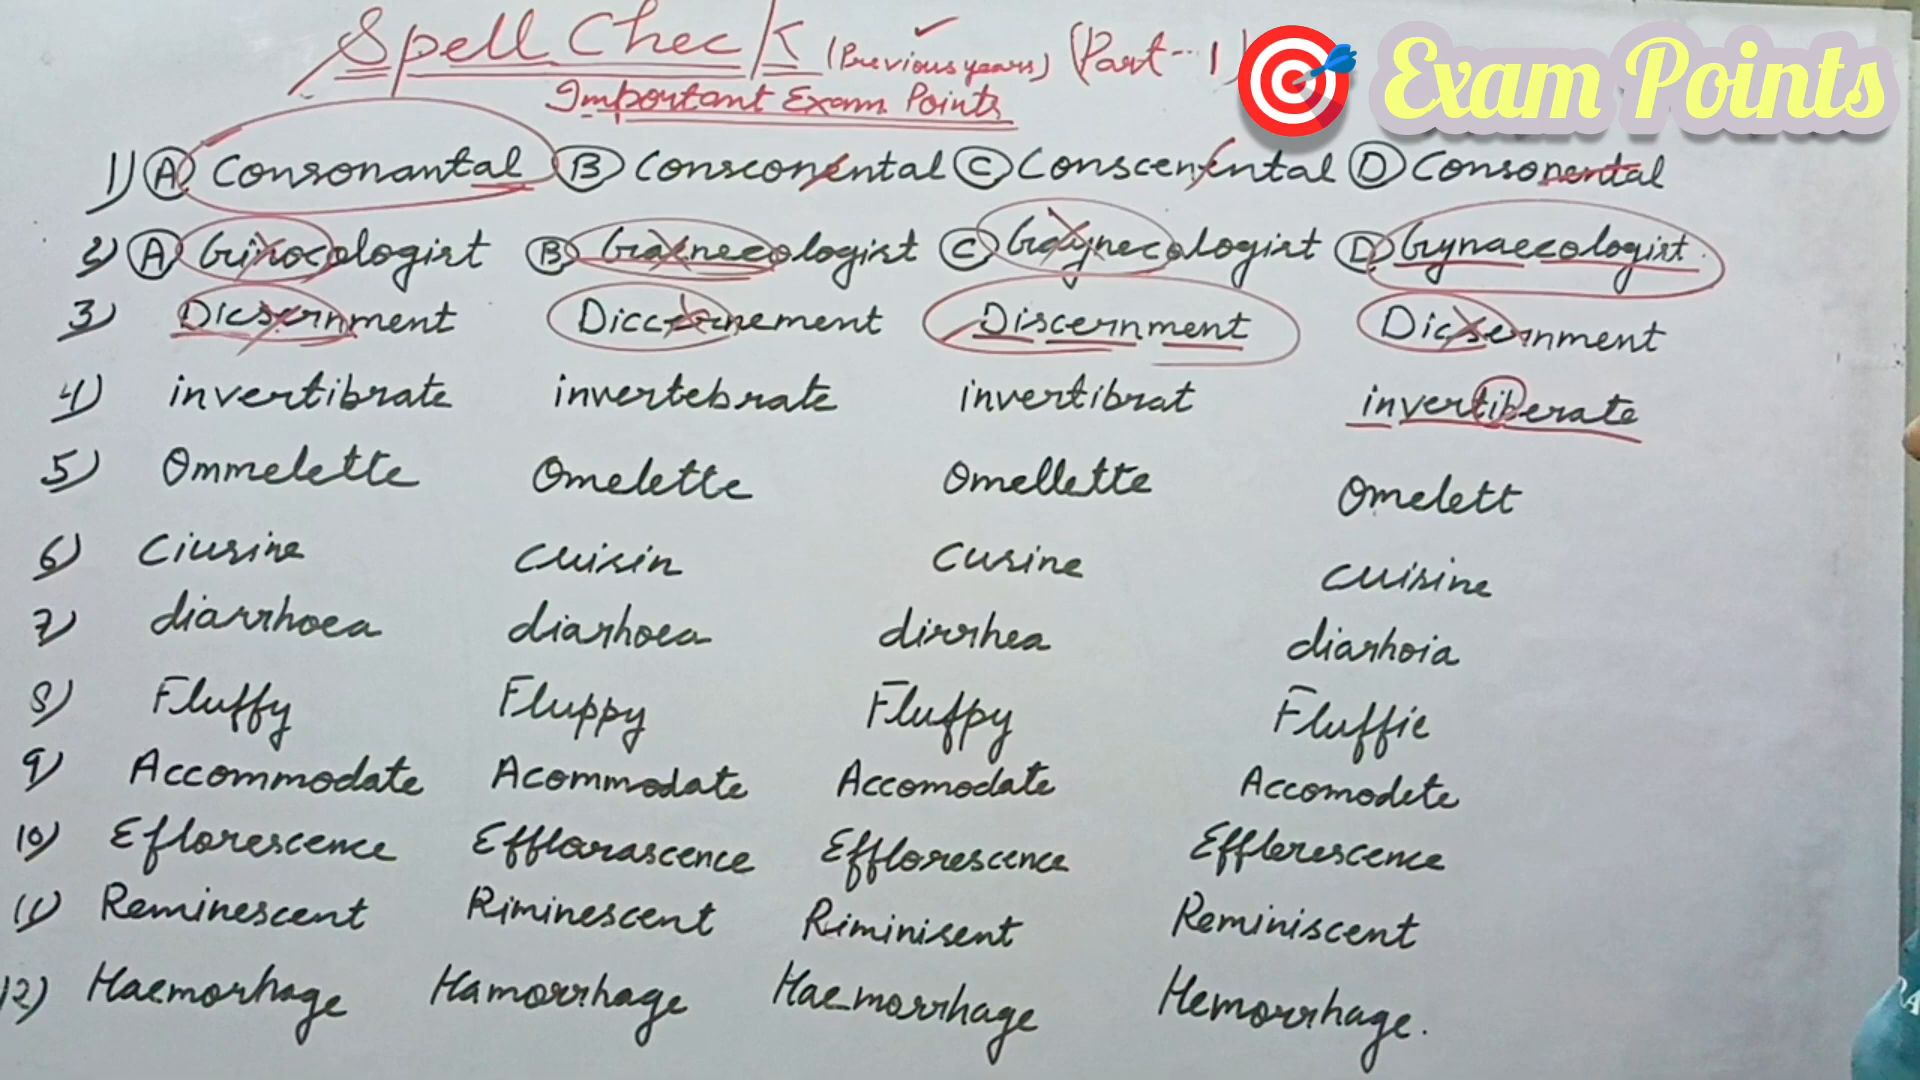 Spell Check (Previous years) (Part-1)
Exam Points
Important Exam Points
1) A Consonantal B Consconental C Conscenental D Consonental
2) A Ginocologist B Gaenecologist C Gaynecologist D Gynaecologist.
3) Dicsernment Diccernement Discernment Dicsernment
4) invertibrate invertebrate invertibrat invertiberate
5) Ommelette Omelette Omellette Omelett
6) Ciusine cuisin cusine cuisine
7) diarrhoea diarhoea dirrhea diarhoia
8) Fluffy Fluppy Flufpy Fluffie
9) Accommodate Acommodate Accomodate Accomodete
10) Eflorescence Efflorascence Efflorescence Efflerescence
11) Reminescent Riminescent Riminisent Reminiscent
12) Haemorhage Hamorrhage Haemorrhage Hemorrhage.